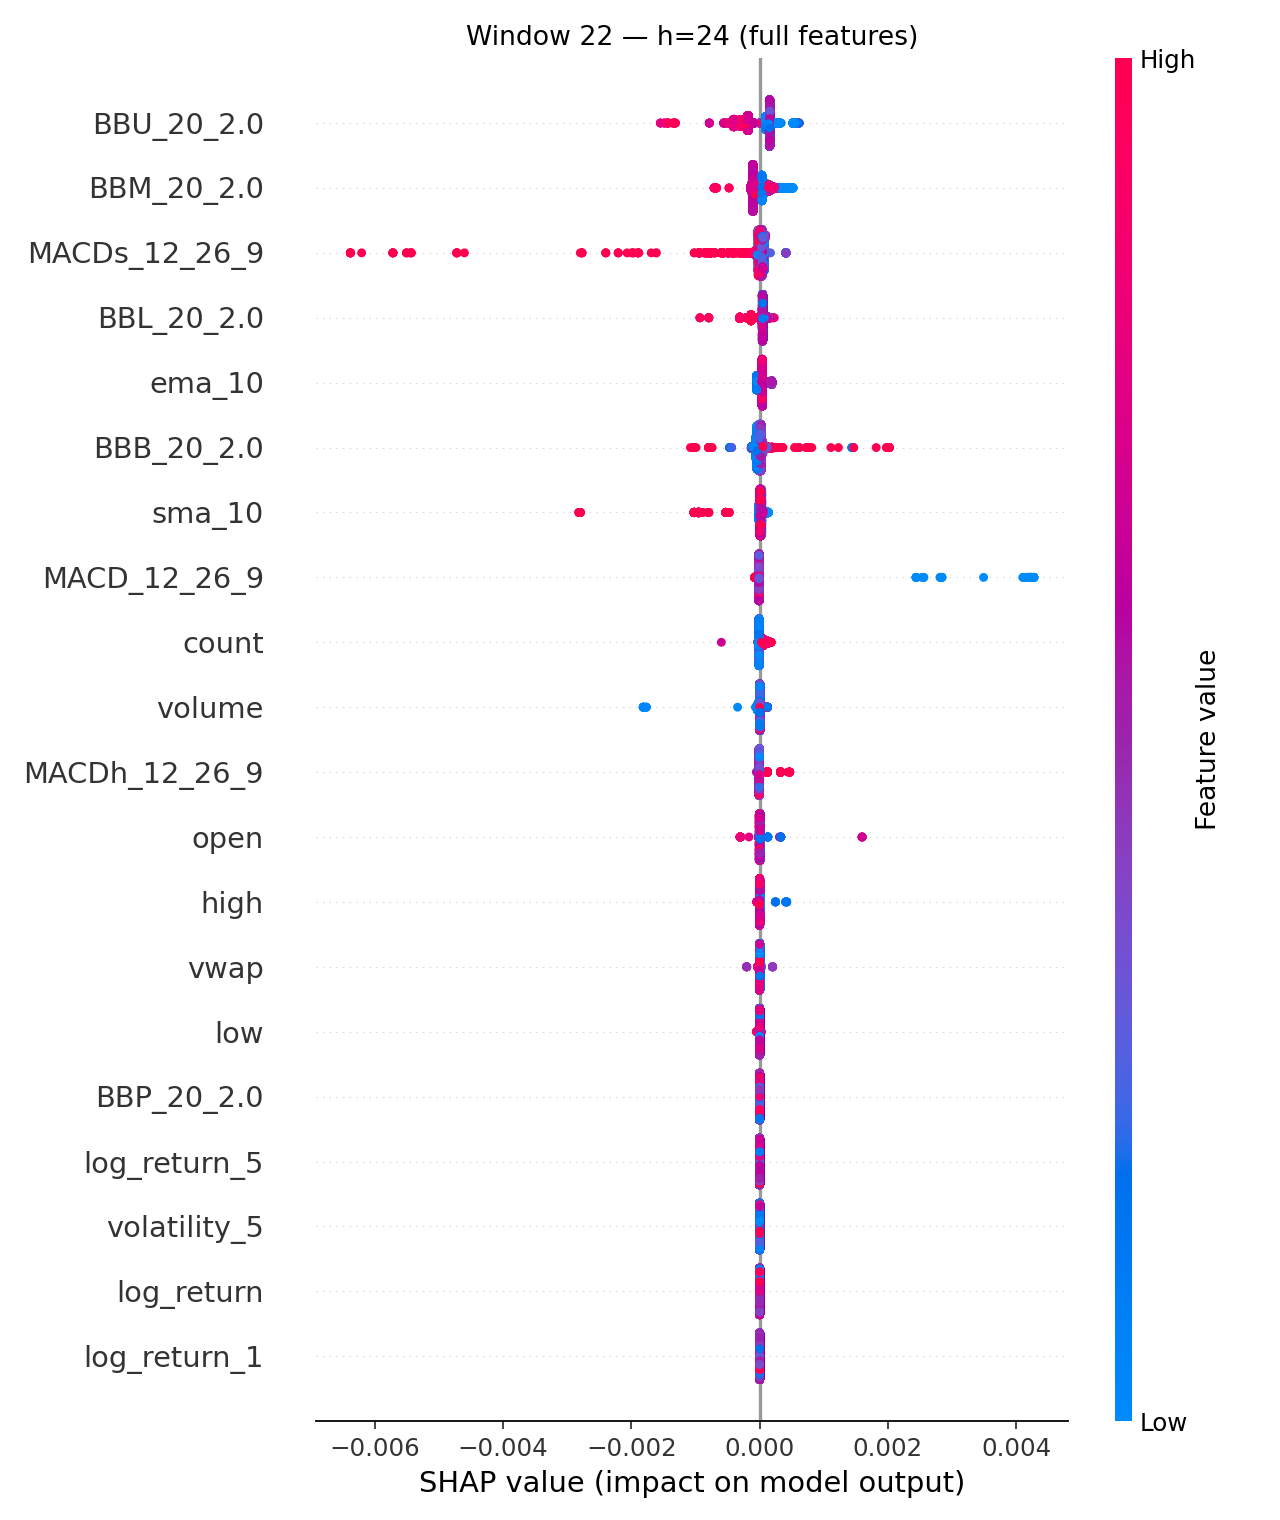 Window 22 — h=24 (full features)
High
BBU_20_2.0
BBM_20_2.0
MACDs_12_26_9
BBL_20_2.0
ema_10
BBB_20_2.0
sma_10
MACD_12_26_9
count
volume
MACDh_12_26_9
open
high
vwap
low
BBP_20_2.0
log_return_5
volatility_5
log_return
log_return_1
Feature value
Low
−0.006 −0.004 −0.002 0.000 0.002 0.004
SHAP value (impact on model output)